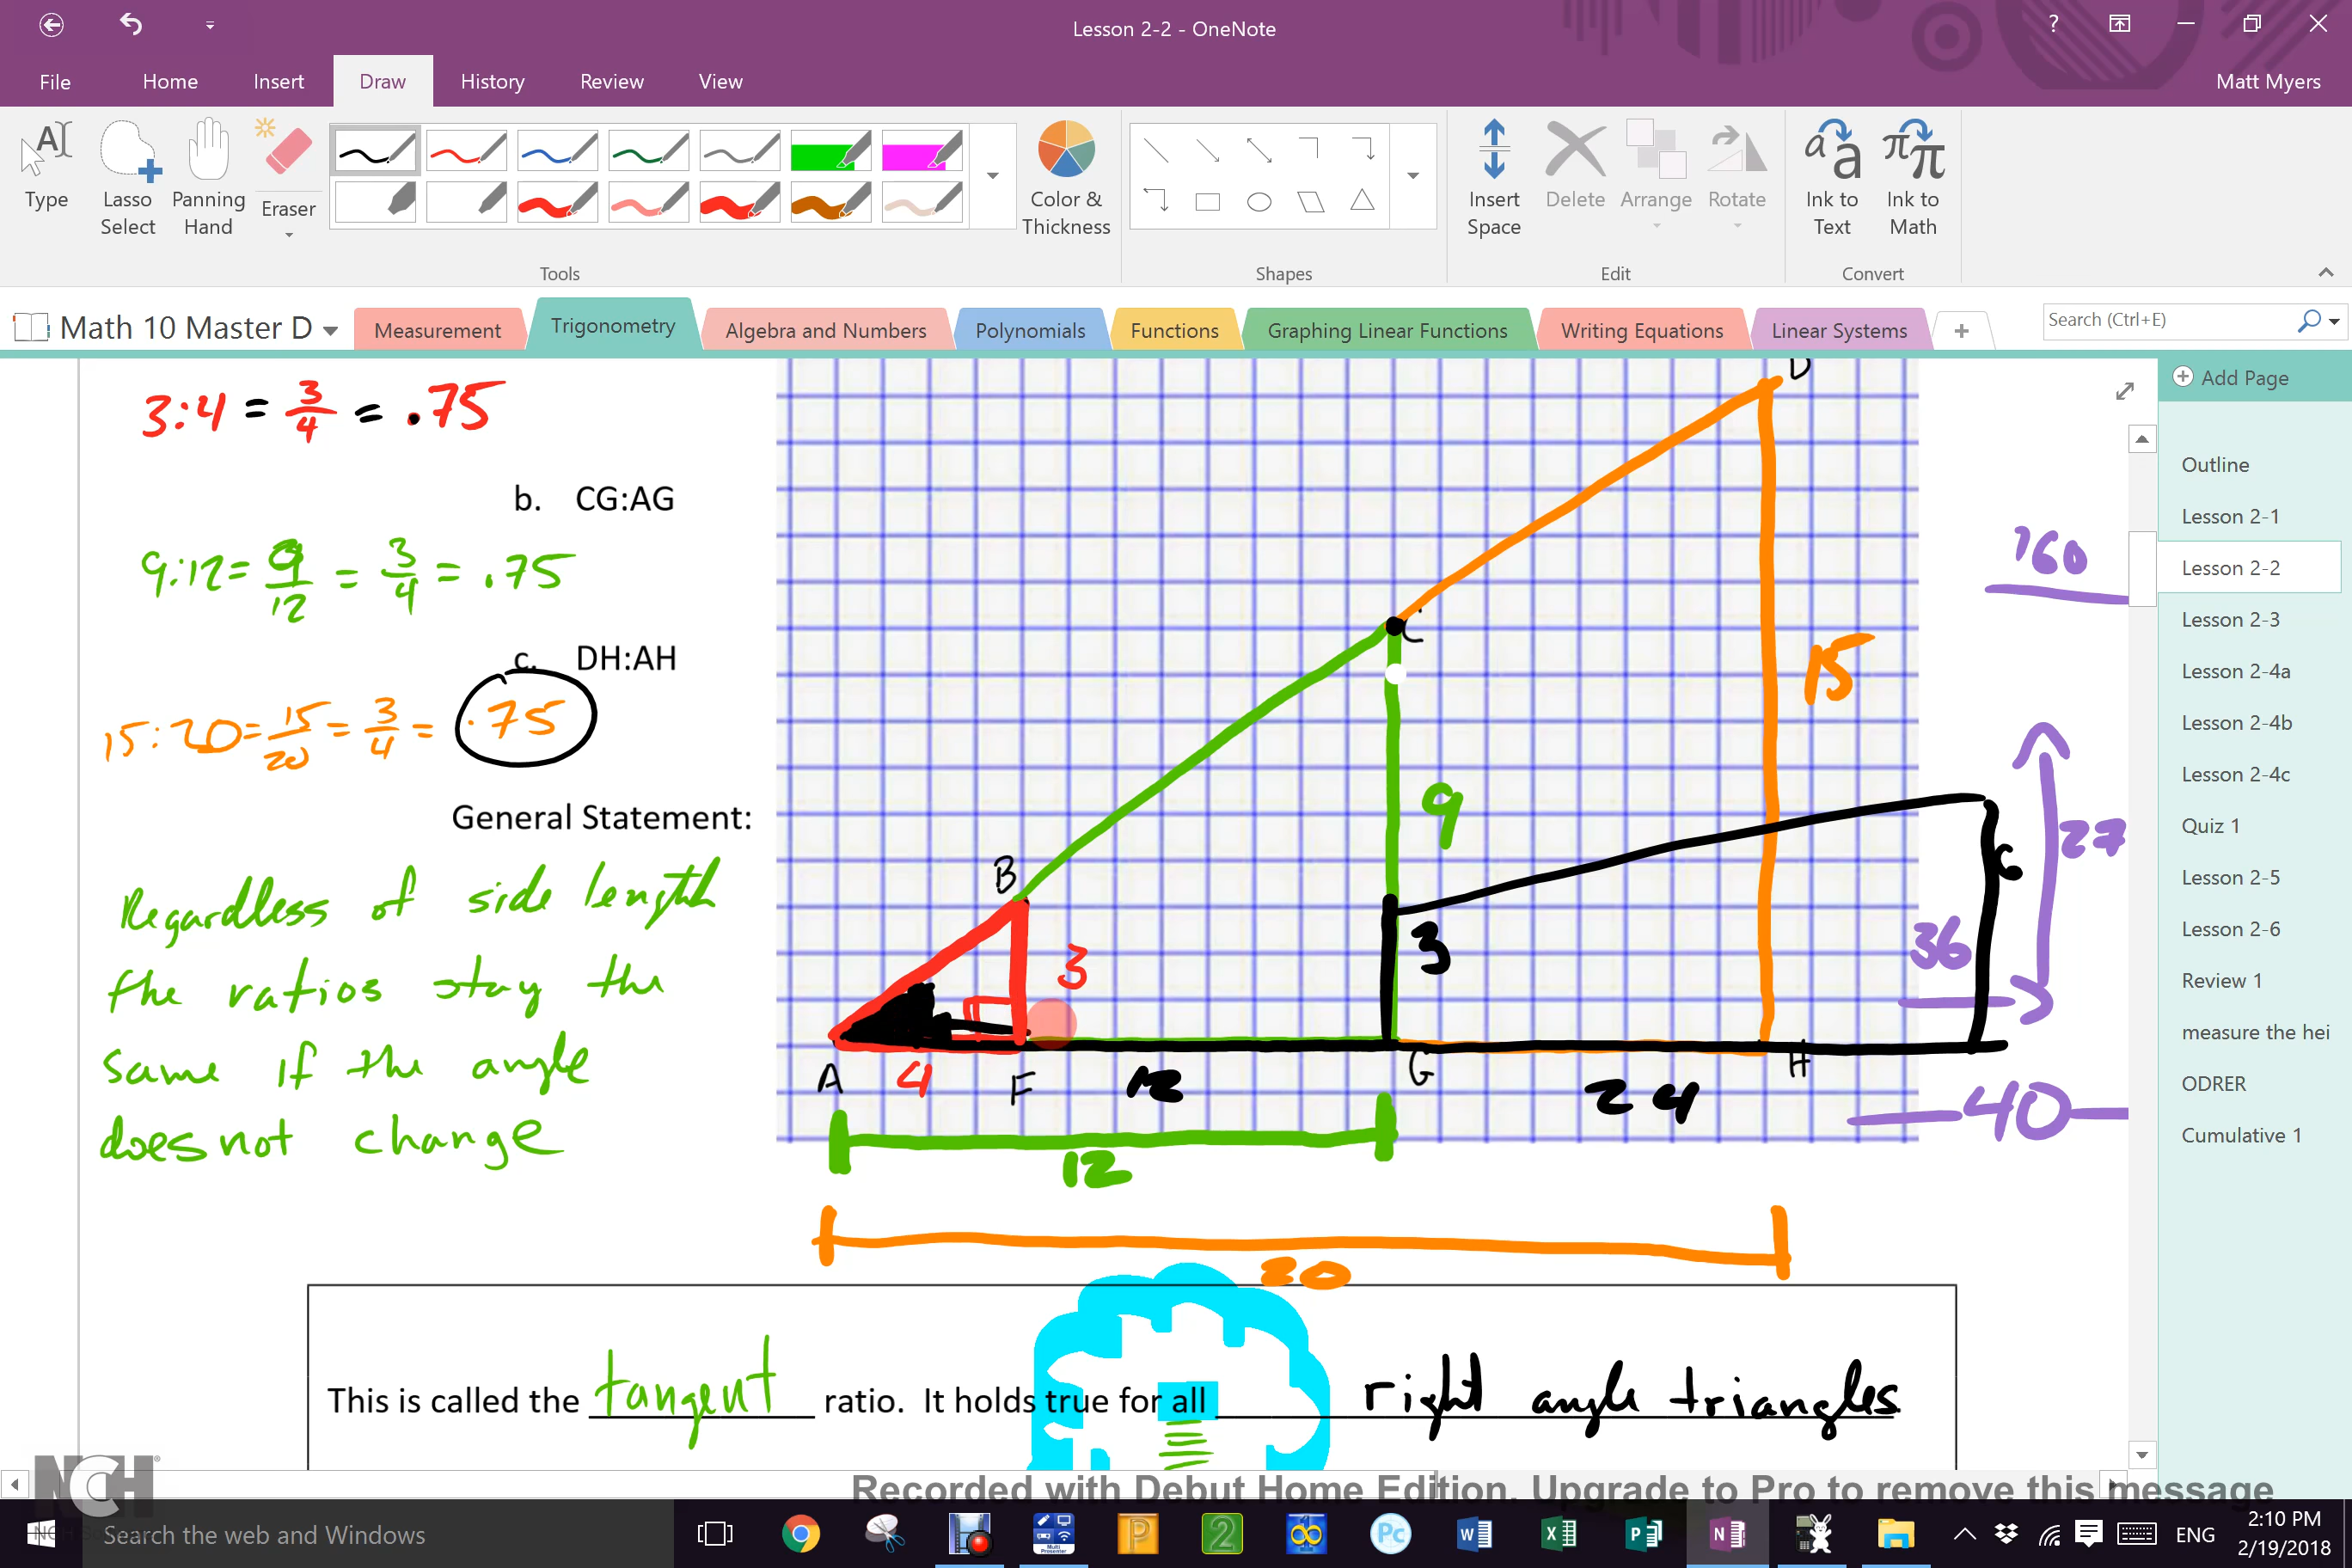 Lesson 2-2 - OneNote
File Home Insert Draw History Review View Matt Myers
Type Lasso Select Panning Hand Eraser Color & Thickness Insert Space Delete Arrange Rotate Ink to Text Ink to Math
Tools Shapes Edit Convert
Math 10 Master D Measurement Trigonometry Algebra and Numbers Polynomials Functions Graphing Linear Functions Writing Equations Linear Systems Search (Ctrl+E)
Add Page
Outline
Lesson 2-1
Lesson 2-2
Lesson 2-3
Lesson 2-4a
Lesson 2-4b
Lesson 2-4c
Quiz 1
Lesson 2-5
Lesson 2-6
Review 1
measure the hei
ODRER
Cumulative 1
3:4 = 3/4 = .75
b. CG:AG
9:12 = 9/12 = 3/4 = .75
c. DH:AH
15:20 = 15/20 = 3/4 = .75
General Statement:
Regardless of side length
the ratios stay the
same if the angle
does not change
D
C
15
9
B
3
3
27
36
A 4 F 12 G 24 H
40
12
20
This is called the tangent ratio. It holds true for all right angle triangles.
NCH
Recorded with Debut Home Edition. Upgrade to Pro to remove this message
Search the web and Windows
ENG
2:10 PM
2/19/2018